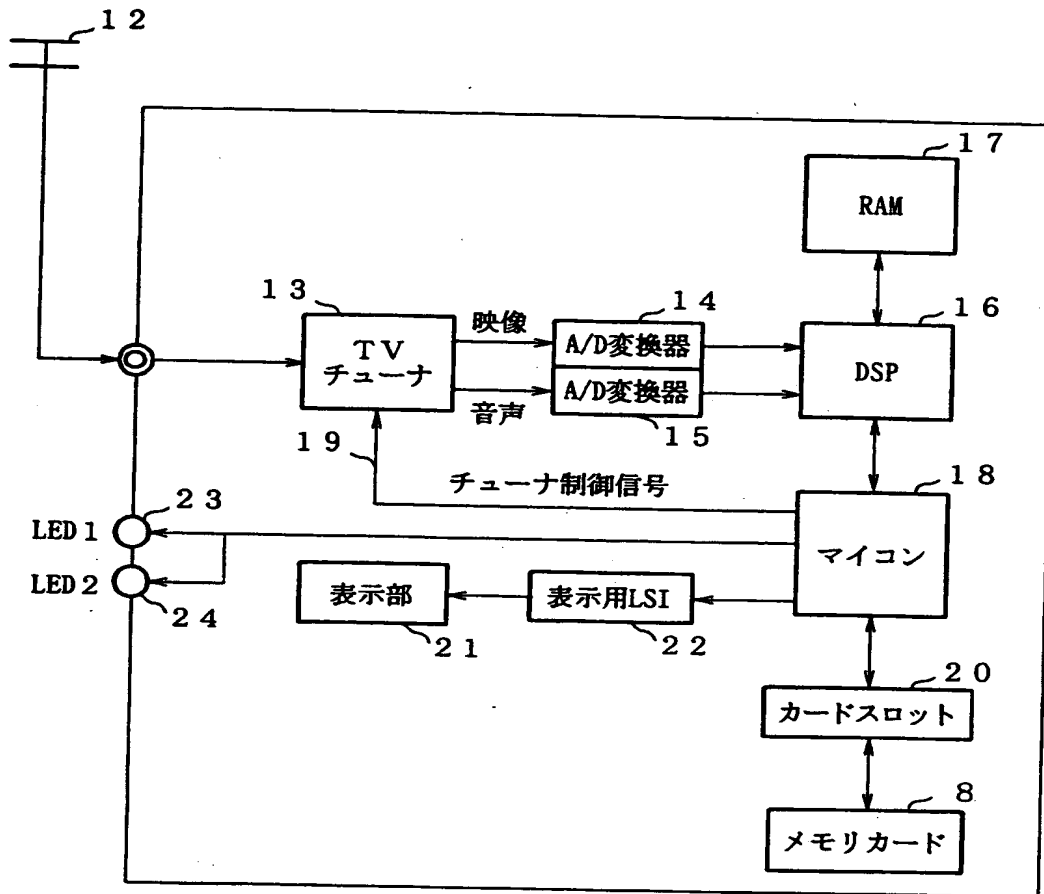 １２
１７
RAM
１３
映像
１４
１６
ＴＶ
チューナ
A/D変換器
DSP
A/D変換器
音声
１５
１９
チューナ制御信号
１８
２３
LED１
マイコン
LED２
２４
表示部
表示用LSI
２１
２２
２０
カードスロット
８
メモリカード